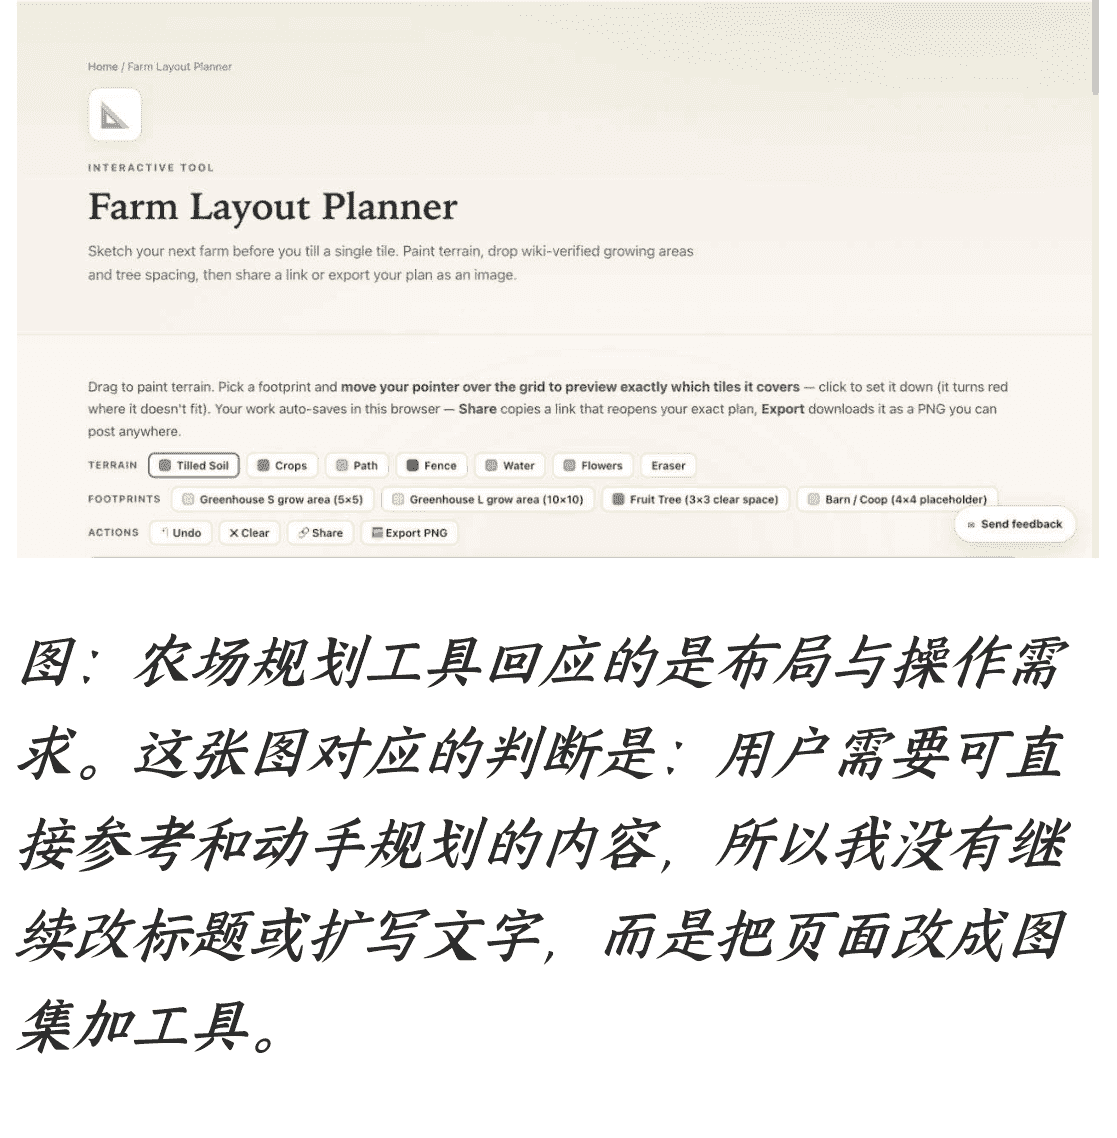 Home / Farm Layout Planner
INTERACTIVE TOOL
Farm Layout Planner
Sketch your next farm before you till a single tile. Paint terrain, drop wiki-verified growing areas
and tree spacing, then share a link or export your plan as an image.
Drag to paint terrain. Pick a footprint and move your pointer over the grid to preview exactly which tiles it covers — click to set it down (it turns red
where it doesn't fit). Your work auto-saves in this browser — Share copies a link that reopens your exact plan, Export downloads it as a PNG you can
post anywhere.
TERRAIN Tilled Soil Crops Path Fence Water Flowers Eraser
FOOTPRINTS Greenhouse S grow area (5×5) Greenhouse L grow area (10×10) Fruit Tree (3×3 clear space) Barn / Coop (4×4 placeholder)
Send feedback
ACTIONS Undo Clear Share Export PNG
图：农场规划工具回应的是布局与操作需
求。这张图对应的判断是：用户需要可直
接参考和动手规划的内容，所以我没有继
续改标题或扩写文字，而是把页面改成图
集加工具。